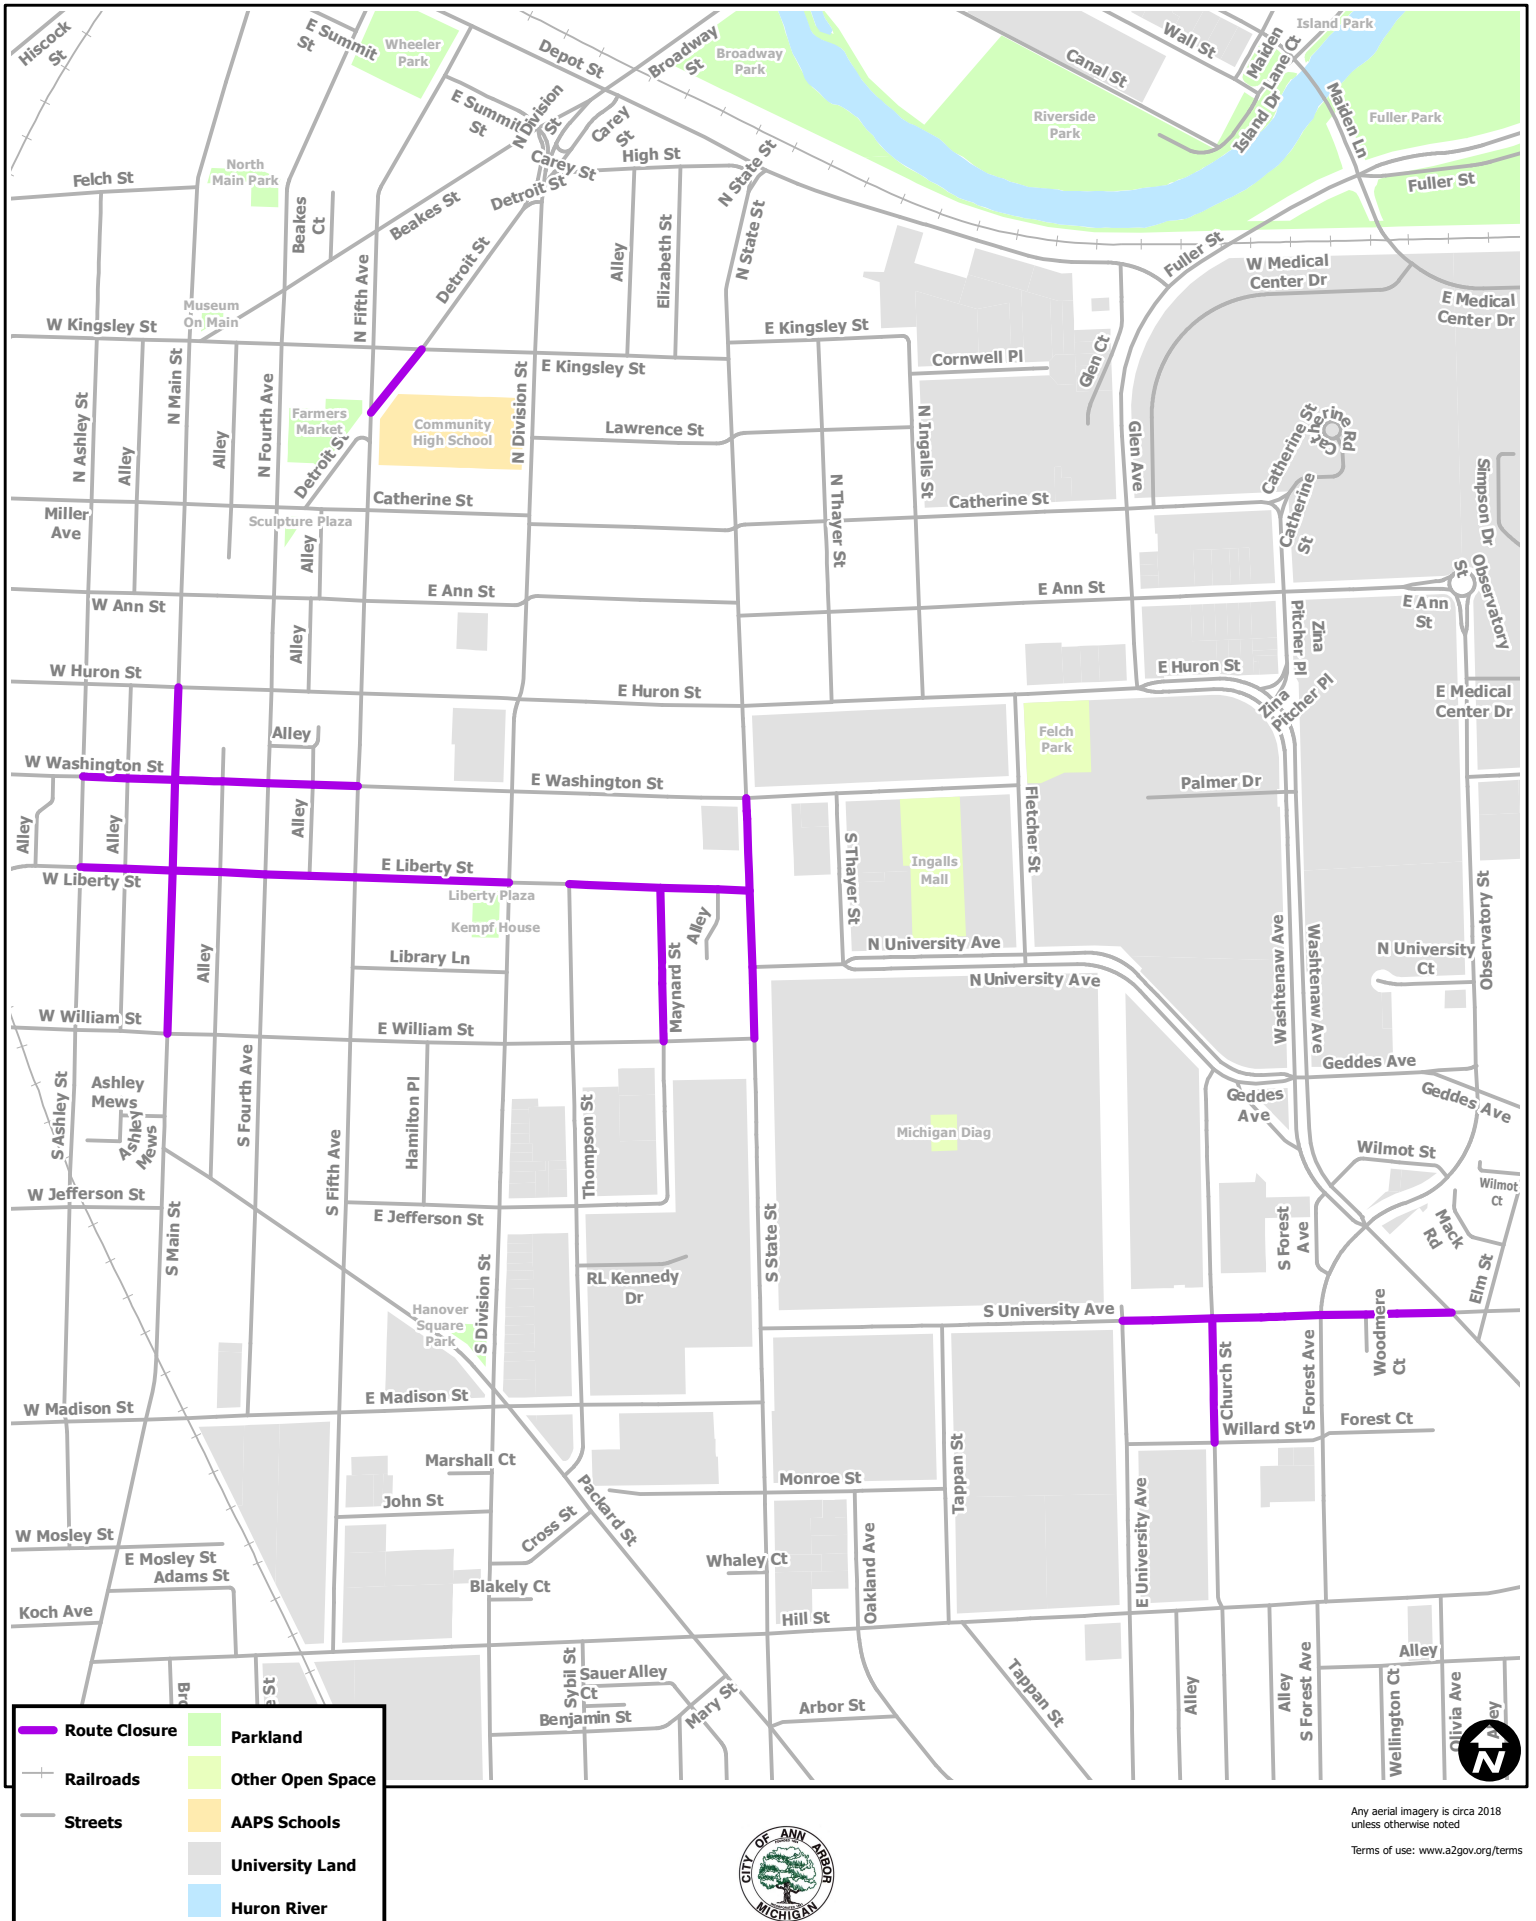 Hiscock
St
E Summit
St
Wheeler
Park
Depot St
Broadway
St
Broadway
Park
Canal St
Wall St
Maiden
Lane Ct
Island Park
Island Dr
Riverside
Park
Maiden Ln
Fuller Park
E Summit
St
N Division
St
Carey
St
Carey St
High St
Detroit St
N State St
Fuller St
Felch St
North
Main Park
Beakes
Ct
Beakes St
Detroit St
Alley
Elizabeth St
N State St
Fuller St
W Medical
Center Dr
E Medical
Center Dr
N Fifth Ave
Museum
On Main
W Kingsley St
E Kingsley St
E Kingsley St
Cornwell Pl
Glen Ct
N Main St
N Ashley St
Alley
Alley
N Fourth Ave
Farmers
Market
Detroit St
Community
High School
N Division St
Lawrence St
N Ingalls St
Glen Ave
Catherine St
Catherine Rd
Simpson Dr
Miller
Ave
Sculpture Plaza
Catherine St
N Thayer St
Catherine St
Catherine
St
Alley
W Ann St
E Ann St
E Ann St
E Ann
St
Observatory
St
Alley
Zina
Pitcher Pl
W Huron St
E Huron St
E Huron St
Zina
Pitcher Pl
E Medical
Center Dr
Alley
Felch
Park
W Washington St
E Washington St
Palmer Dr
Alley
Alley
Alley
Fletcher St
S Thayer St
Ingalls
Mall
W Liberty St
E Liberty St
Liberty Plaza
Kempf House
Alley
Observatory St
Alley
Library Ln
Maynard St
N University Ave
N University Ave
Washtenaw Ave
Washtenaw Ave
N University
Ct
W William St
E William St
Geddes Ave
Ashley
Mews
Ashley
Mews
S Ashley St
S Fourth Ave
Hamilton Pl
Thompson St
Michigan Diag
Geddes
Ave
Geddes Ave
Wilmot St
Wilmot
Ct
W Jefferson St
S Fifth Ave
E Jefferson St
S Main St
S State St
S Forest
Ave
Mack
Rd
Elm St
S Division St
RL Kennedy
Dr
Hanover
Square
Park
S University Ave
Woodmere
Ct
Church St
S Forest Ave
W Madison St
E Madison St
Willard St
Forest Ct
Marshall Ct
Tappan St
Monroe St
John St
Packard St
Cross St
W Mosley St
E Mosley St
Adams St
Whaley Ct
Oakland Ave
E University Ave
Blakely Ct
Koch Ave
Hill St
Sybil St
Sauer Alley
Ct
Benjamin St
Mary St
Arbor St
Tappan St
Alley
Alley
S Forest Ave
Alley
Wellington Ct
Olivia Ave
Alley
Bro
e St
Route Closure
Railroads
Streets
Parkland
Other Open Space
AAPS Schools
University Land
Huron River
N
CITY OF ANN ARBOR
MICHIGAN
Any aerial imagery is circa 2018
unless otherwise noted
Terms of use: www.a2gov.org/terms